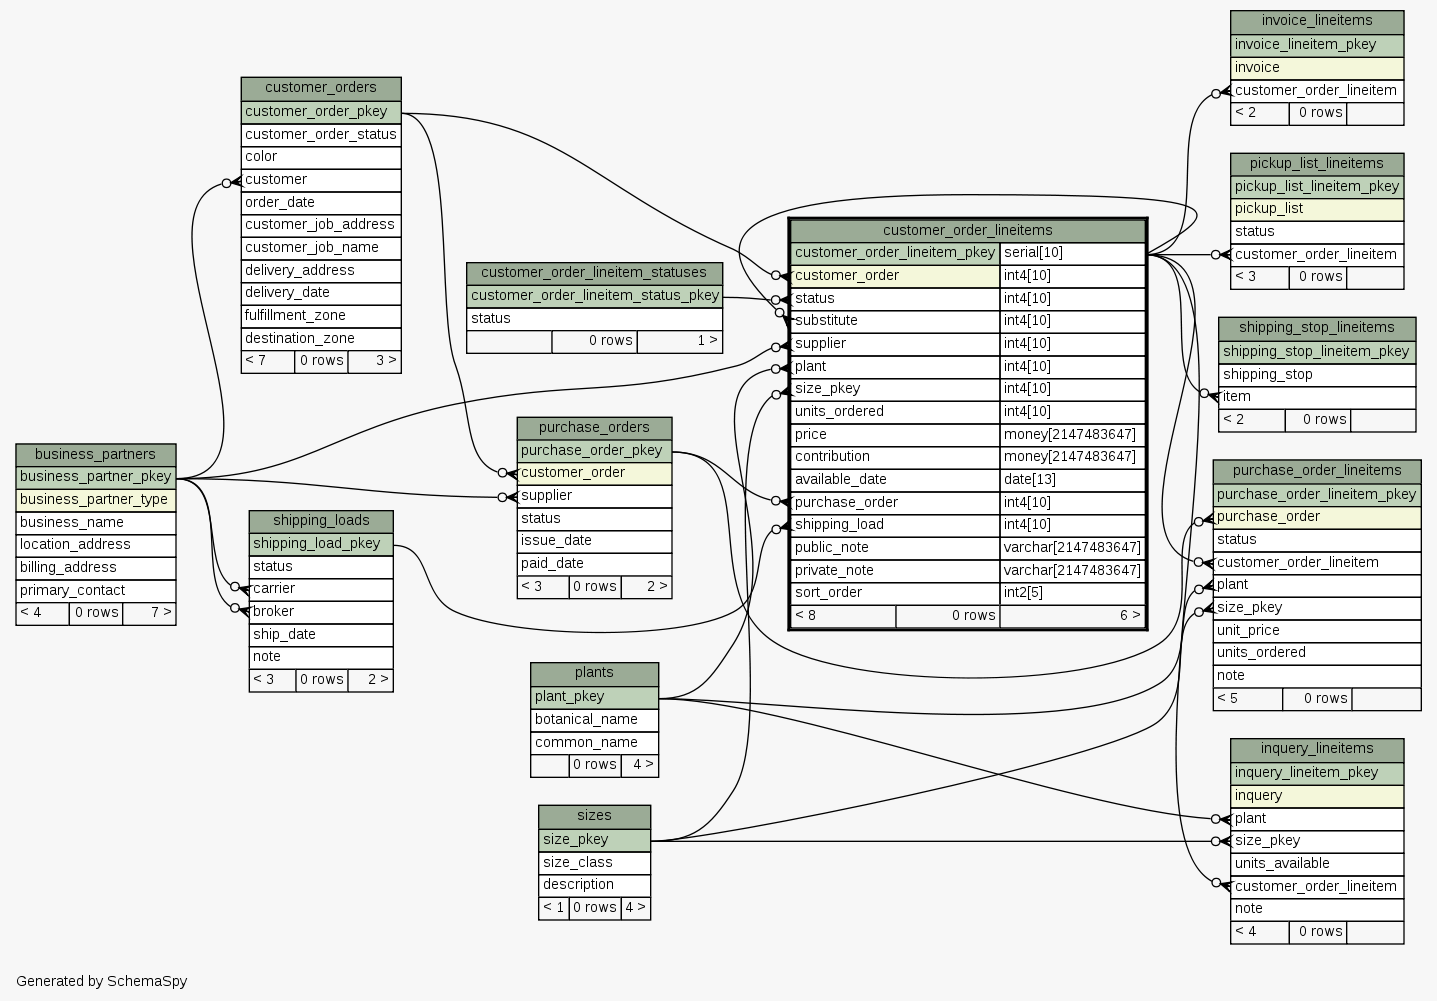 customer_orders
customer_order_pkey
customer_order_status
color
customer
order_date
customer_job_address
customer_job_name
delivery_address
delivery_date
fulfillment_zone
destination_zone
< 7 0 rows 3 >
business_partners
business_partner_pkey
business_partner_type
business_name
location_address
billing_address
primary_contact
< 4 0 rows 7 >
shipping_loads
shipping_load_pkey
status
carrier
broker
ship_date
note
< 3 0 rows 2 >
customer_order_lineitem_statuses
customer_order_lineitem_status_pkey
status
0 rows 1 >
purchase_orders
purchase_order_pkey
customer_order
supplier
status
issue_date
paid_date
< 3 0 rows 2 >
plants
plant_pkey
botanical_name
common_name
0 rows 4 >
sizes
size_pkey
size_class
description
< 1 0 rows 4 >
customer_order_lineitems
customer_order_lineitem_pkey serial[10]
customer_order int4[10]
status int4[10]
substitute int4[10]
supplier int4[10]
plant int4[10]
size_pkey int4[10]
units_ordered int4[10]
price money[2147483647]
contribution money[2147483647]
available_date date[13]
purchase_order int4[10]
shipping_load int4[10]
public_note varchar[2147483647]
private_note varchar[2147483647]
sort_order int2[5]
< 8 0 rows 6 >
invoice_lineitems
invoice_lineitem_pkey
invoice
customer_order_lineitem
< 2 0 rows
pickup_list_lineitems
pickup_list_lineitem_pkey
pickup_list
status
customer_order_lineitem
< 3 0 rows
shipping_stop_lineitems
shipping_stop_lineitem_pkey
shipping_stop
item
< 2 0 rows
purchase_order_lineitems
purchase_order_lineitem_pkey
purchase_order
status
customer_order_lineitem
plant
size_pkey
unit_price
units_ordered
note
< 5 0 rows
inquery_lineitems
inquery_lineitem_pkey
inquery
plant
size_pkey
units_available
customer_order_lineitem
note
< 4 0 rows
Generated by SchemaSpy